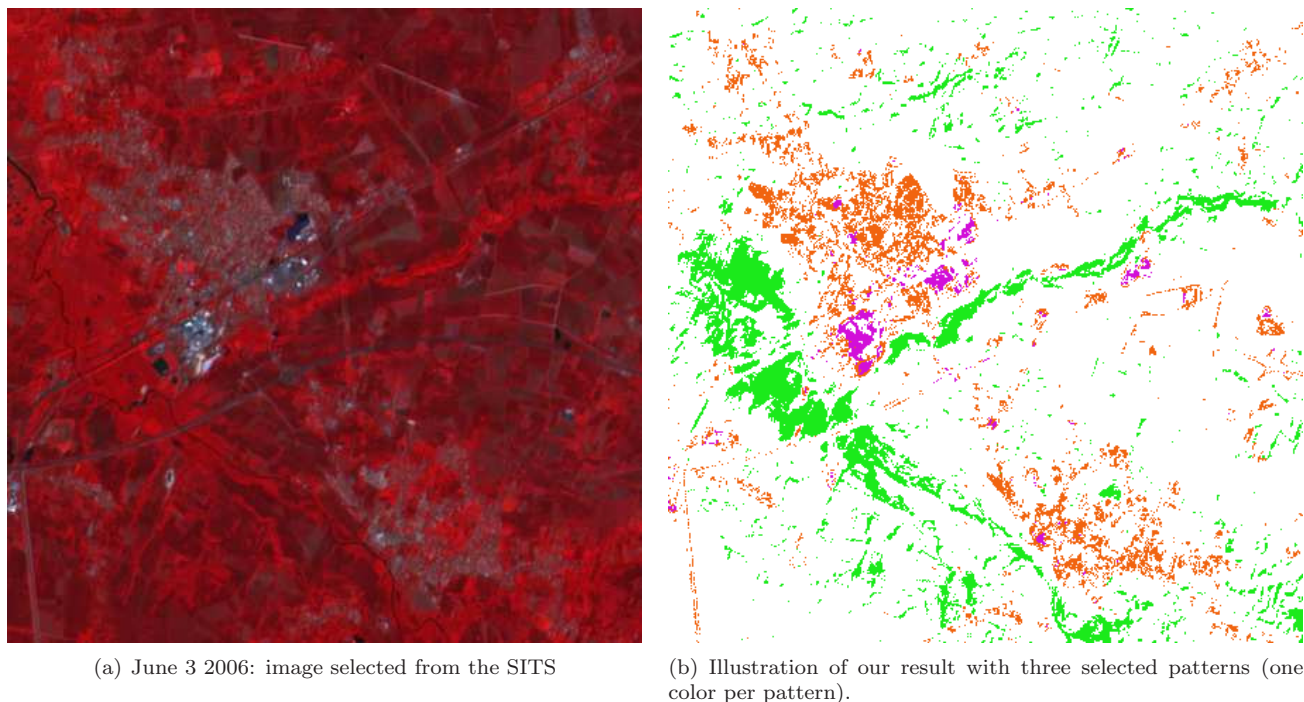 (a) June 3 2006: image selected from the SITS
(b) Illustration of our result with three selected patterns (one
color per pattern).